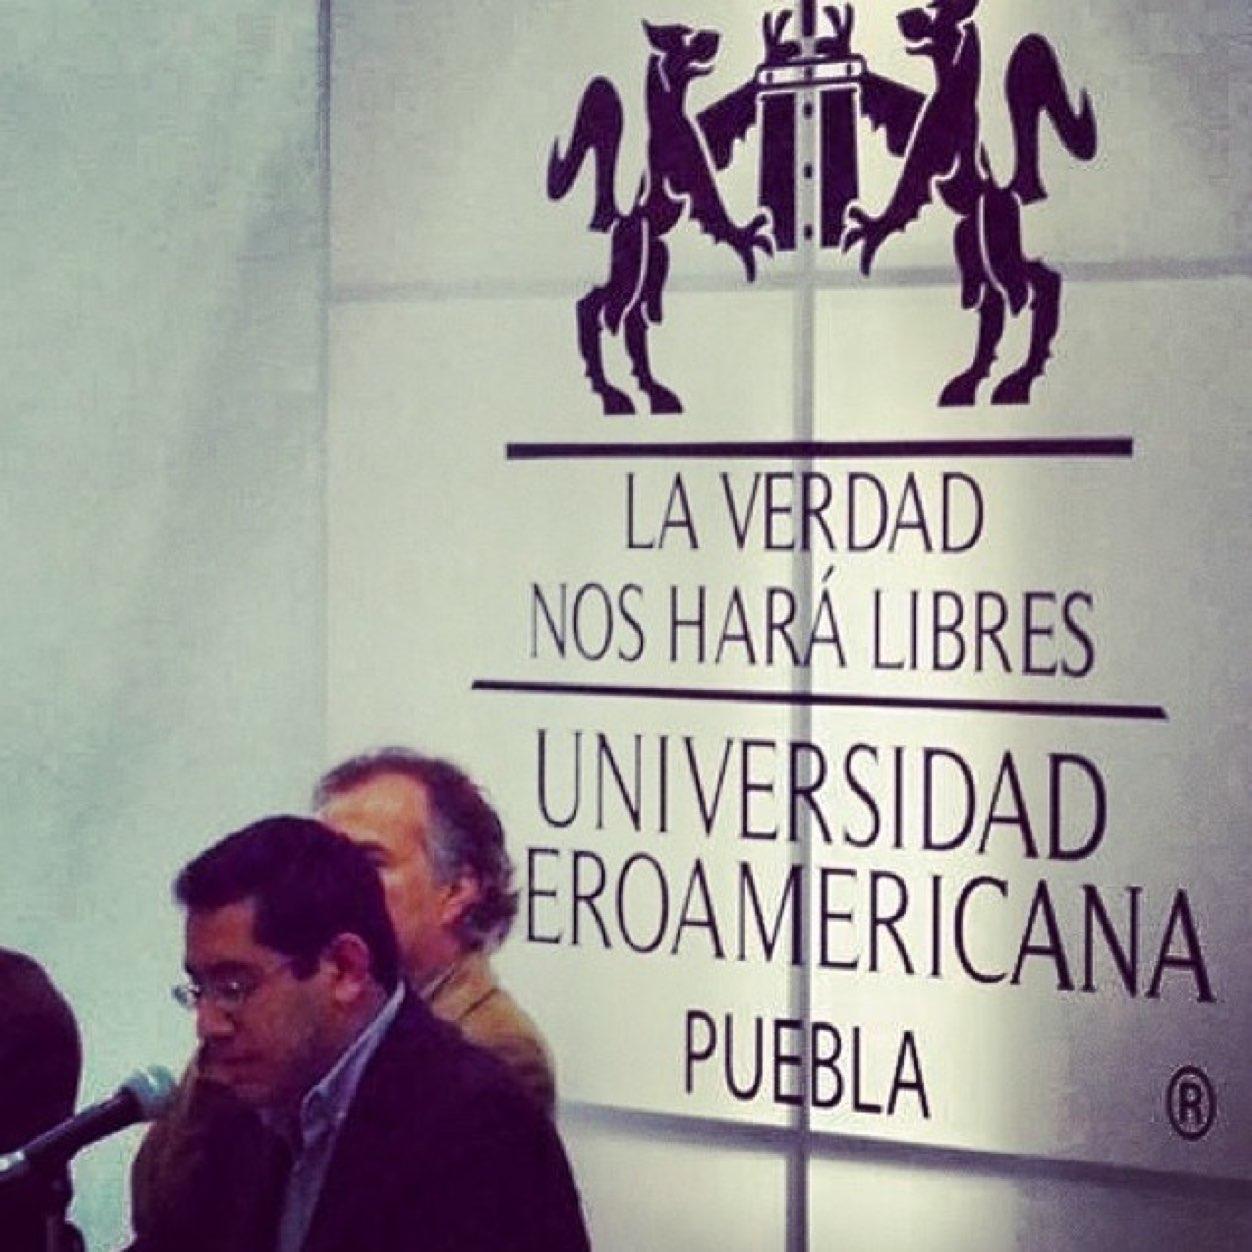 LA VERDAD
NOS HARÁ LIBRES
UNIVERSIDAD
EROAMERICANA
PUEBLA
®